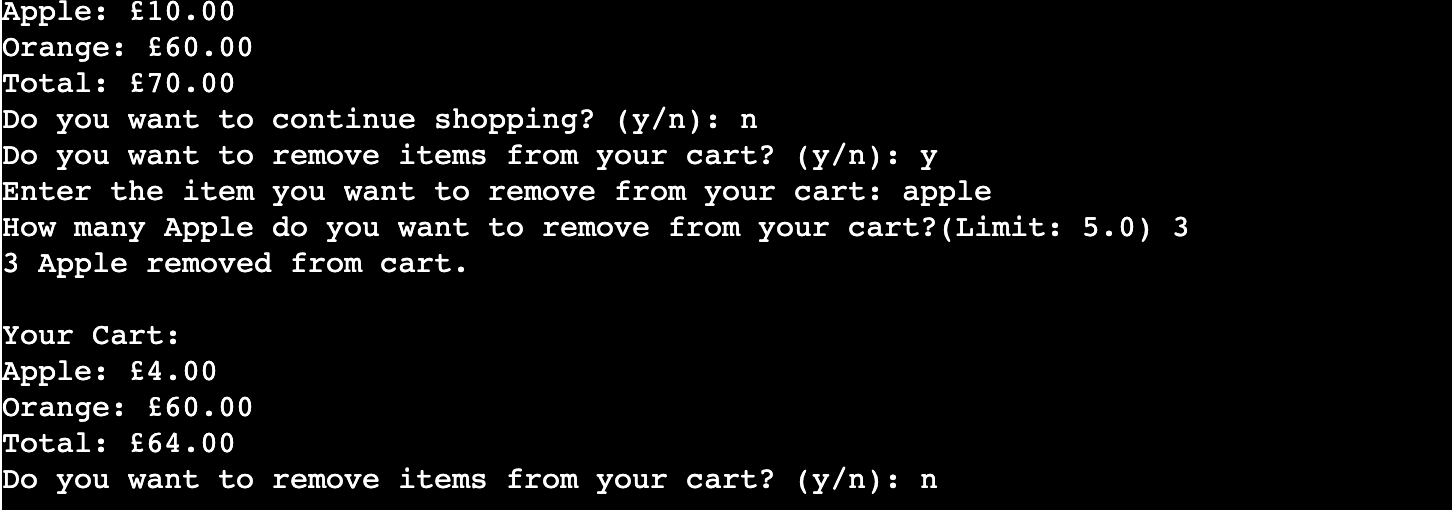 Apple: £10.00
Orange: £60.00
Total: £70.00
Do you want to continue shopping? (y/n): n
Do you want to remove items from your cart? (y/n): y
Enter the item you want to remove from your cart: apple
How many Apple do you want to remove from your cart?(Limit: 5.0) 3
3 Apple removed from cart.
Your Cart:
Apple: £4.00
Orange: £60.00
Total: £64.00
Do you want to remove items from your cart? (y/n): n